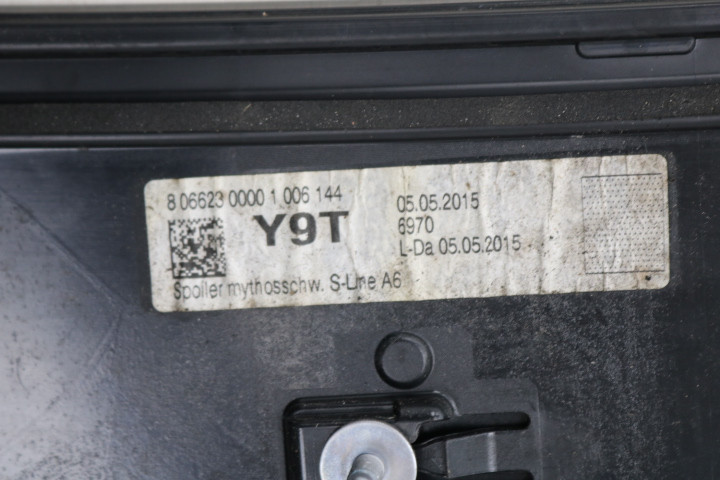 8 06623 0000 1 006 144
Y9T
Spoiler mythosschw. S-Line A6
05.05.2015
6970
L-Da 05.05.2015